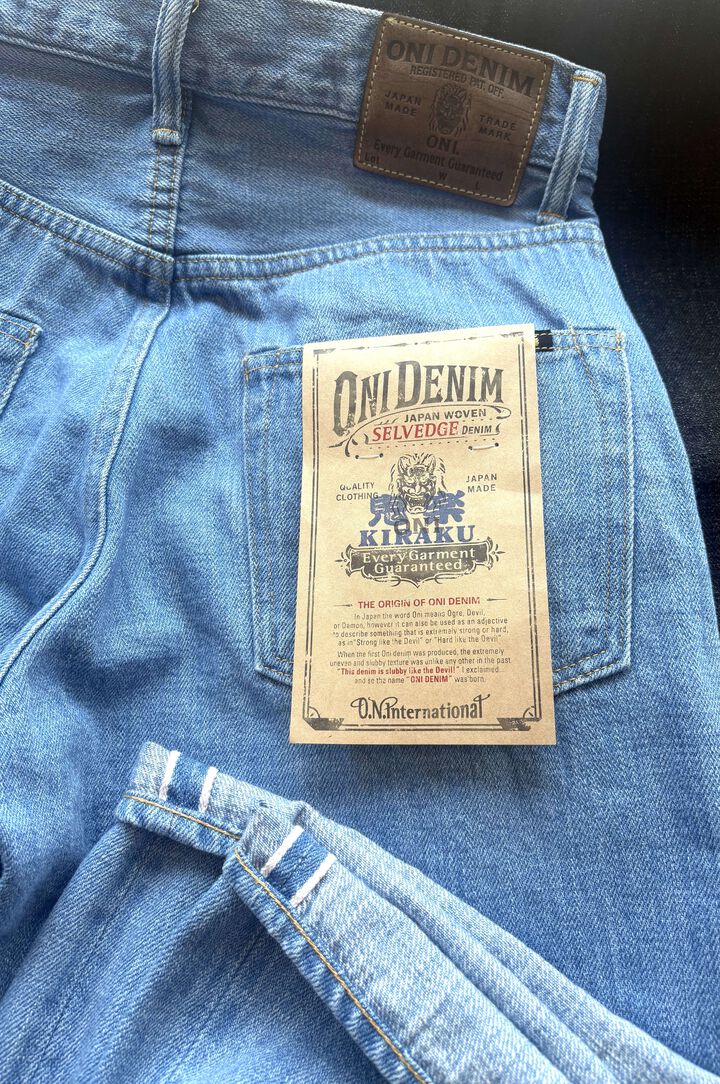 ONI DENIM
REGISTERED PAT. OFF.
JAPAN MADE
TRADE MARK
ONI.
Every Garment Guaranteed
Lot W L
ONI DENIM
JAPAN WOVEN
SELVEDGE DENIM
QUALITY CLOTHING
JAPAN MADE
鬼楽
ONI
KIRAKU
Every Garment
Guaranteed
THE ORIGIN OF ONI DENIM
In Japan the word Oni means Ogre, Devil,
or Demon, however it can also be used as an adjective
to describe something that is extremely strong or hard,
as in "Strong like the Devil" or "Hard like the Devil".
When the first Oni denim was produced, the extremely
uneven and slubby texture was unlike any other in the past
"This denim is slubby like the Devil!" I exclaimed
and so the name "ONI DENIM" was born.
O.N.International